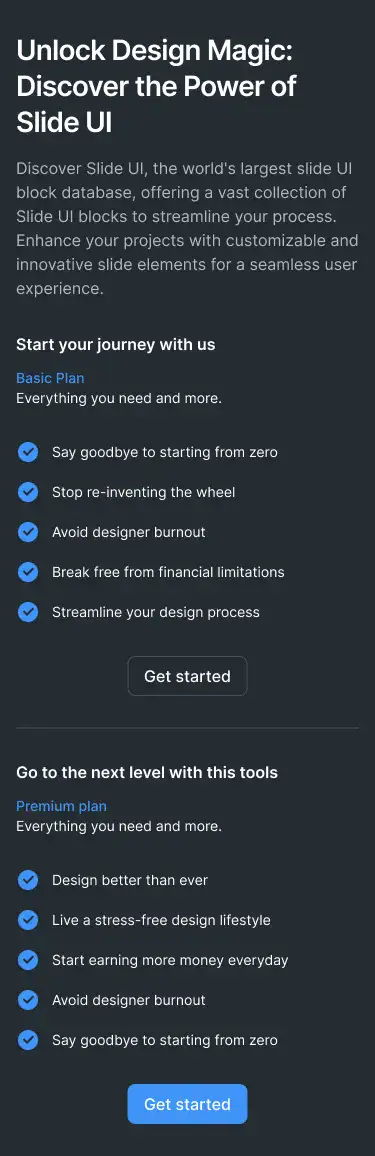 Unlock Design Magic:
Discover the Power of
Slide UI
Discover Slide UI, the world's largest slide UI
block database, offering a vast collection of
Slide UI blocks to streamline your process.
Enhance your projects with customizable and
innovative slide elements for a seamless user
experience.
Start your journey with us
Basic Plan
Everything you need and more.
Say goodbye to starting from zero
Stop re-inventing the wheel
Avoid designer burnout
Break free from financial limitations
Streamline your design process
Get started
Go to the next level with this tools
Premium plan
Everything you need and more.
Design better than ever
Live a stress-free design lifestyle
Start earning more money everyday
Avoid designer burnout
Say goodbye to starting from zero
Get started